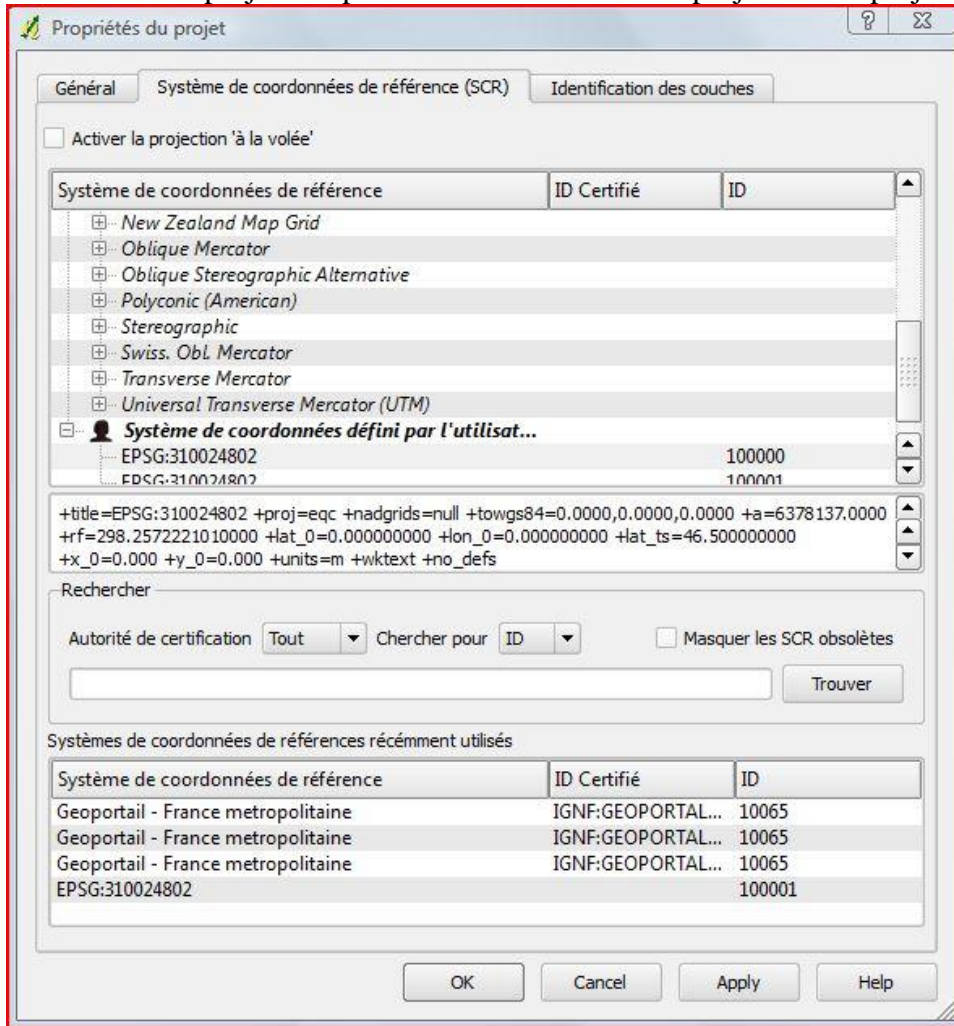 Propriétés du projet
Général Système de coordonnées de référence (SCR) Identification des couches
Activer la projection 'à la volée'
Système de coordonnées de référence ID Certifié ID
New Zealand Map Grid
Oblique Mercator
Oblique Stereographic Alternative
Polyconic (American)
Stereographic
Swiss. Obl. Mercator
Transverse Mercator
Universal Transverse Mercator (UTM)
Système de coordonnées défini par l'utilisat...
EPSG:310024802 100000
EPSG:310024802 100001
+title=EPSG:310024802 +proj=eqc +nadgrids=null +towgs84=0.0000,0.0000,0.0000 +a=6378137.0000
+rf=298.2572221010000 +lat_0=0.000000000 +lon_0=0.000000000 +lat_ts=46.500000000
+x_0=0.000 +y_0=0.000 +units=m +wktext +no_defs
Rechercher
Autorité de certification Tout Chercher pour ID Masquer les SCR obsolètes
Trouver
Systèmes de coordonnées de références récémment utilisés
Système de coordonnées de référence ID Certifié ID
Geoportail - France metropolitaine IGNF:GEOPORTAL... 10065
Geoportail - France metropolitaine IGNF:GEOPORTAL... 10065
Geoportail - France metropolitaine IGNF:GEOPORTAL... 10065
EPSG:310024802 100001
OK Cancel Apply Help